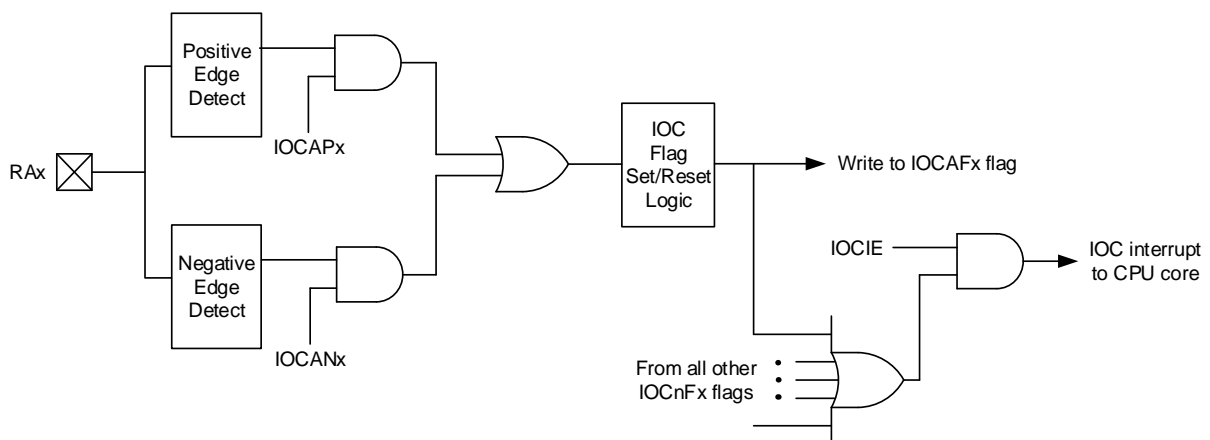 Positive
Edge
Detect
IOCAPx
RAx
Negative
Edge
Detect
IOCANx
IOC
Flag
Set/Reset
Logic
Write to IOCAFx flag
IOCIE
IOC interrupt
to CPU core
From all other
IOCnFx flags